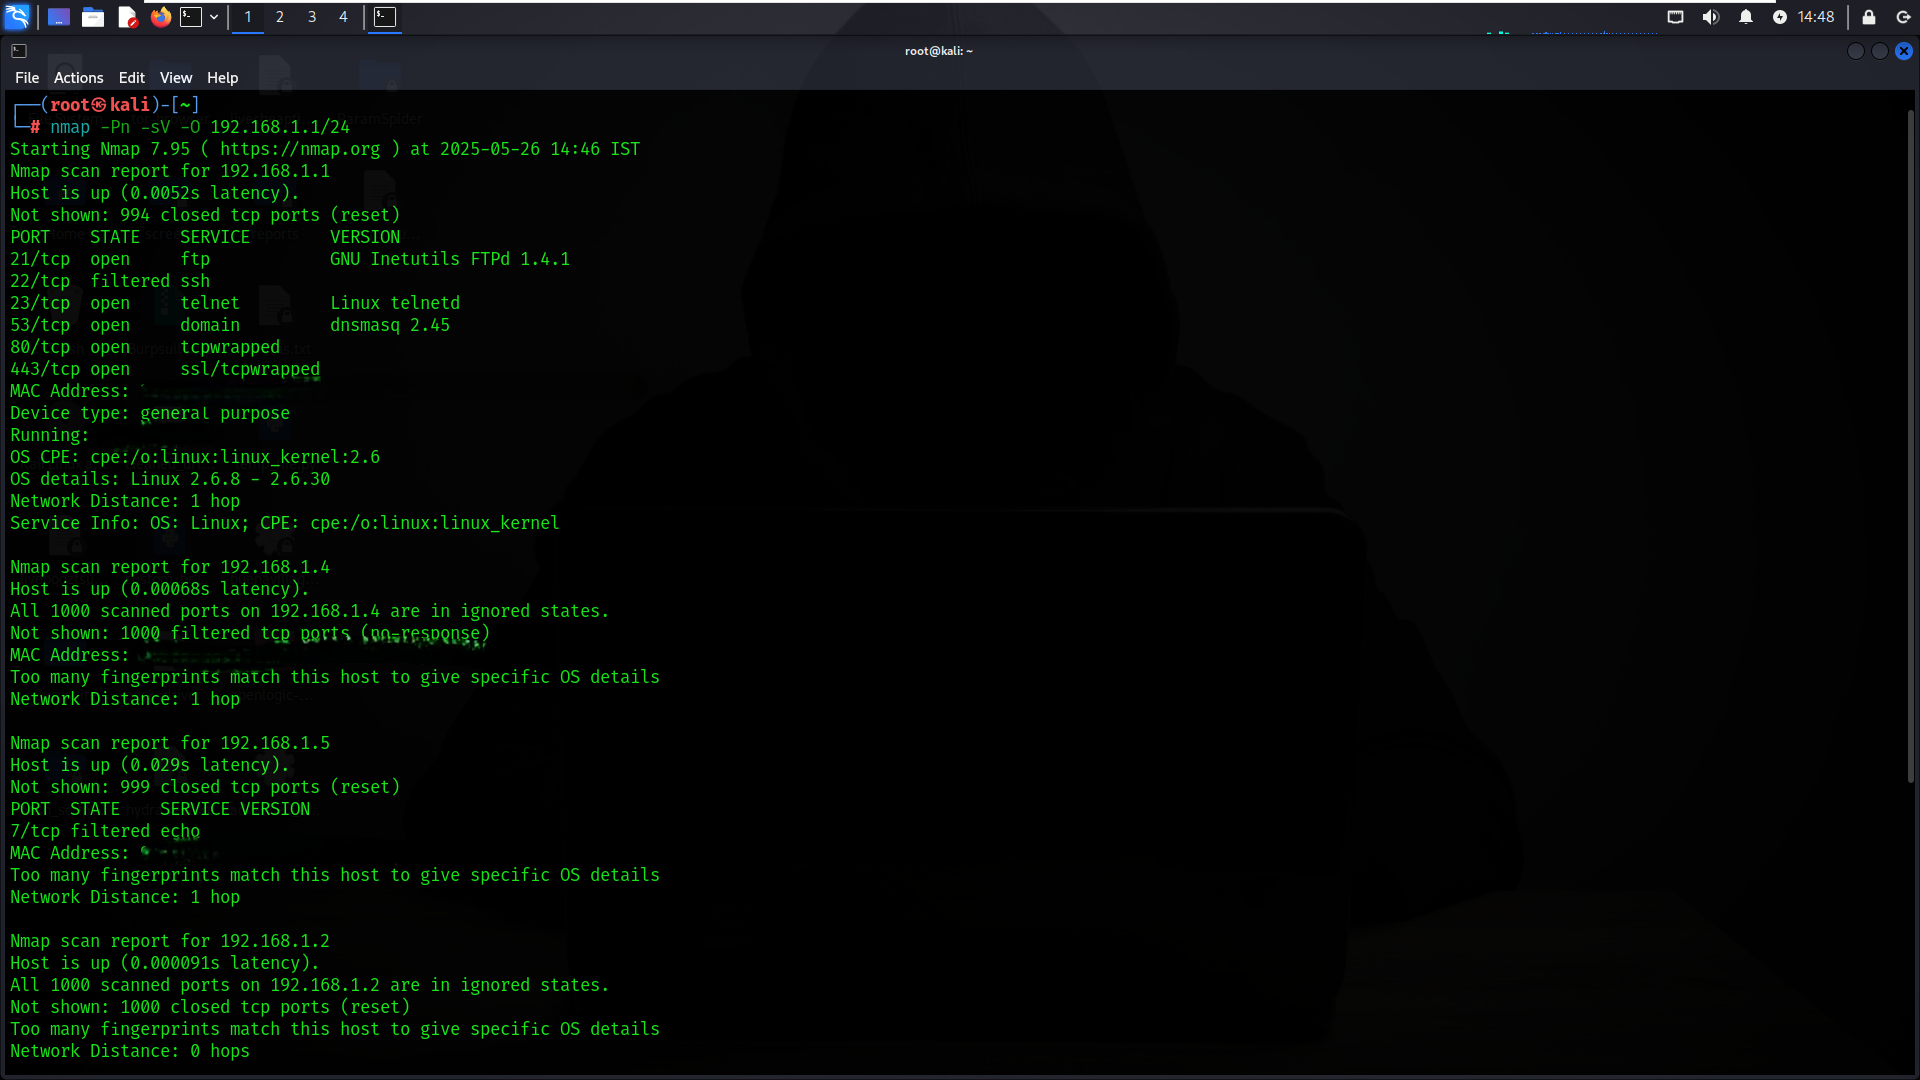 1 2 3 4
14:48
root@kali: ~
File Actions Edit View Help
┌──(root㉿kali)-[~]
└─# nmap -Pn -sV -O 192.168.1.1/24
Starting Nmap 7.95 ( https://nmap.org ) at 2025-05-26 14:46 IST
Nmap scan report for 192.168.1.1
Host is up (0.0052s latency).
Not shown: 994 closed tcp ports (reset)
PORT    STATE    SERVICE        VERSION
21/tcp  open     ftp            GNU Inetutils FTPd 1.4.1
22/tcp  filtered ssh
23/tcp  open     telnet         Linux telnetd
53/tcp  open     domain         dnsmasq 2.45
80/tcp  open     tcpwrapped
443/tcp open     ssl/tcpwrapped
MAC Address:
Device type: general purpose
Running:
OS CPE: cpe:/o:linux:linux_kernel:2.6
OS details: Linux 2.6.8 - 2.6.30
Network Distance: 1 hop
Service Info: OS: Linux; CPE: cpe:/o:linux:linux_kernel
Nmap scan report for 192.168.1.4
Host is up (0.00068s latency).
All 1000 scanned ports on 192.168.1.4 are in ignored states.
Not shown: 1000 filtered tcp ports (no-response)
MAC Address:
Too many fingerprints match this host to give specific OS details
Network Distance: 1 hop
Nmap scan report for 192.168.1.5
Host is up (0.029s latency).
Not shown: 999 closed tcp ports (reset)
PORT  STATE    SERVICE VERSION
7/tcp filtered echo
MAC Address:
Too many fingerprints match this host to give specific OS details
Network Distance: 1 hop
Nmap scan report for 192.168.1.2
Host is up (0.000091s latency).
All 1000 scanned ports on 192.168.1.2 are in ignored states.
Not shown: 1000 closed tcp ports (reset)
Too many fingerprints match this host to give specific OS details
Network Distance: 0 hops